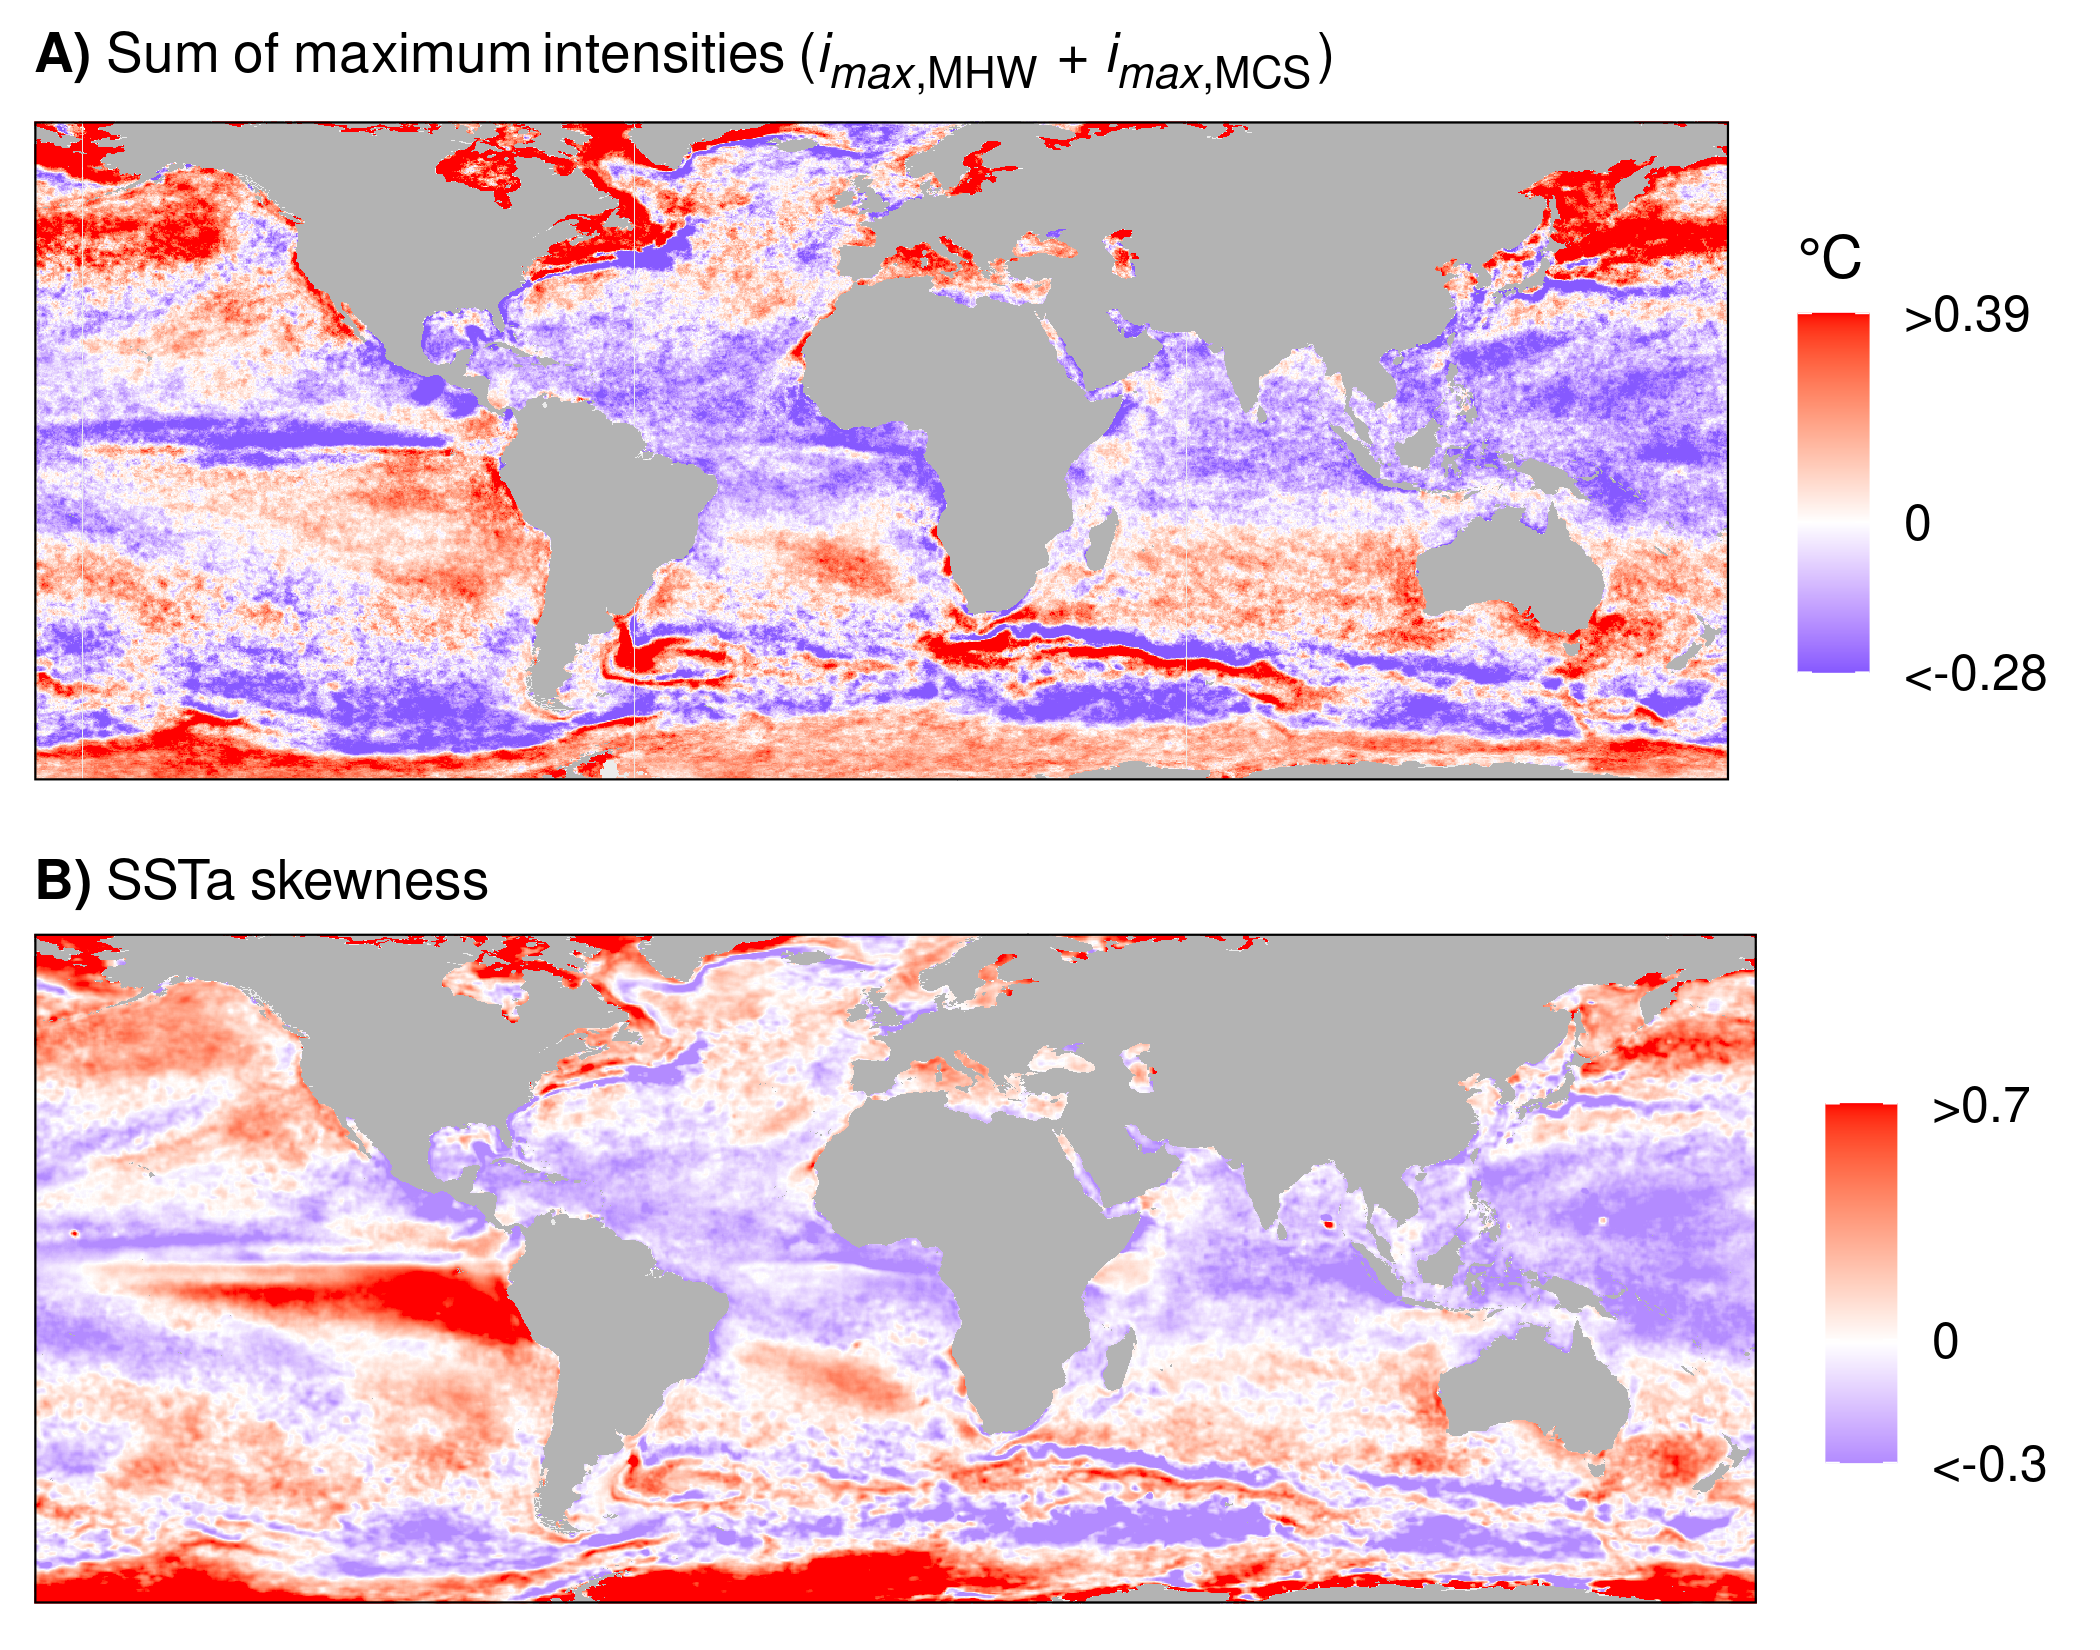 A) Sum of maximum intensities (imax,MHW + imax,MCS)
°C
>0.39
0
<-0.28
B) SSTa skewness
>0.7
0
<-0.3